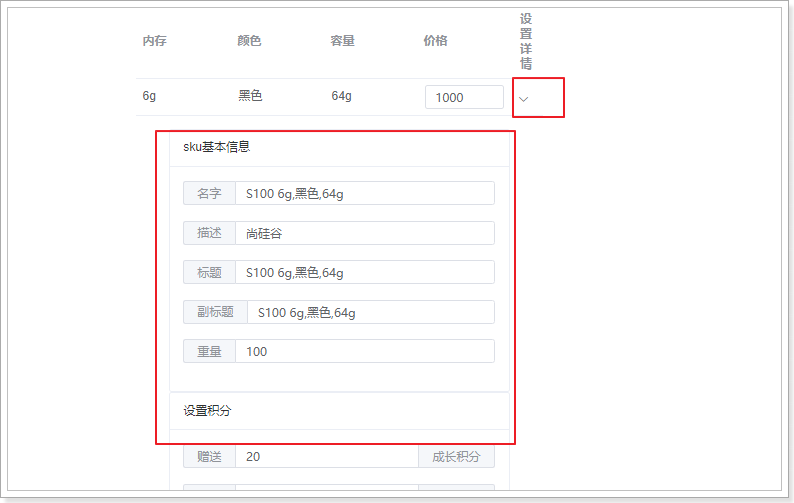 内存 颜色 容量 价格 设置详情
6g 黑色 64g 1000
sku基本信息
名字 S100 6g,黑色,64g
描述 尚硅谷
标题 S100 6g,黑色,64g
副标题 S100 6g,黑色,64g
重量 100
设置积分
赠送 20 成长积分